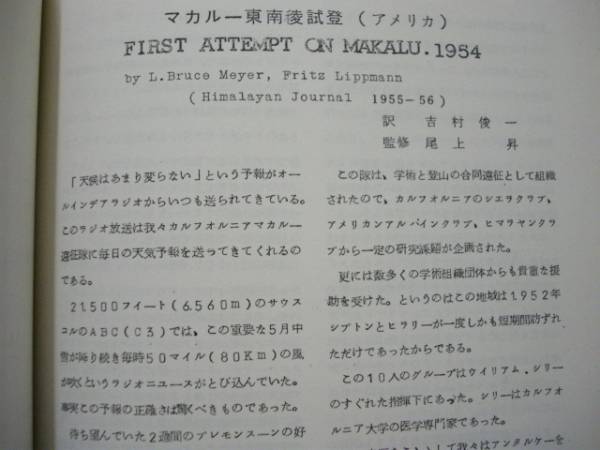 マカルー東南稜試登(アメリカ)
FIRST ATTEMPT ON MAKALU.1954
by L.Bruce Meyer, Fritz Lippmann
(Himalayan Journal 1955-56)
訳 吉村俊一
監修 尾上 昇
「天候はあまり変らない」という予報がオー
ルインデアラジオからいつも送られてきている。
このラジオ放送は我々カルフオルニアマカルー
遠征隊に毎日の天気予報を送ってきてくれるの
である。
21,500フイート(6,560m)のサウス
コルのABC(C3)では、この重要な5月中
雪が降り続き毎時50マイル(80Km)の風
が吹くというラジオニユースがとび込んでいた。
事実この予報の正確さは驚くべきものであった。
待ち望んでいた2週間のプレモンスーンの好
この隊は、学術と登山の合同遠征として組織
されたので、カルフオルニアのシエラクラブ、
アメリカンアルパインクラブ、ヒマラヤンクラ
ブから一定の研究課題が企画された。
更には数多くの学術組織団体からも貴重な援
助を受けた。というのはこの地域は1952年
シプトンとヒラリーが一度しかも短期間訪ずれ
ただけであったからである。
この10人のグループはウイリアム.シリー
のすぐれた指揮下にあった。シリーはカルフォ
ルニア大学の医学専門家であった。
して我々はアンタルケーを